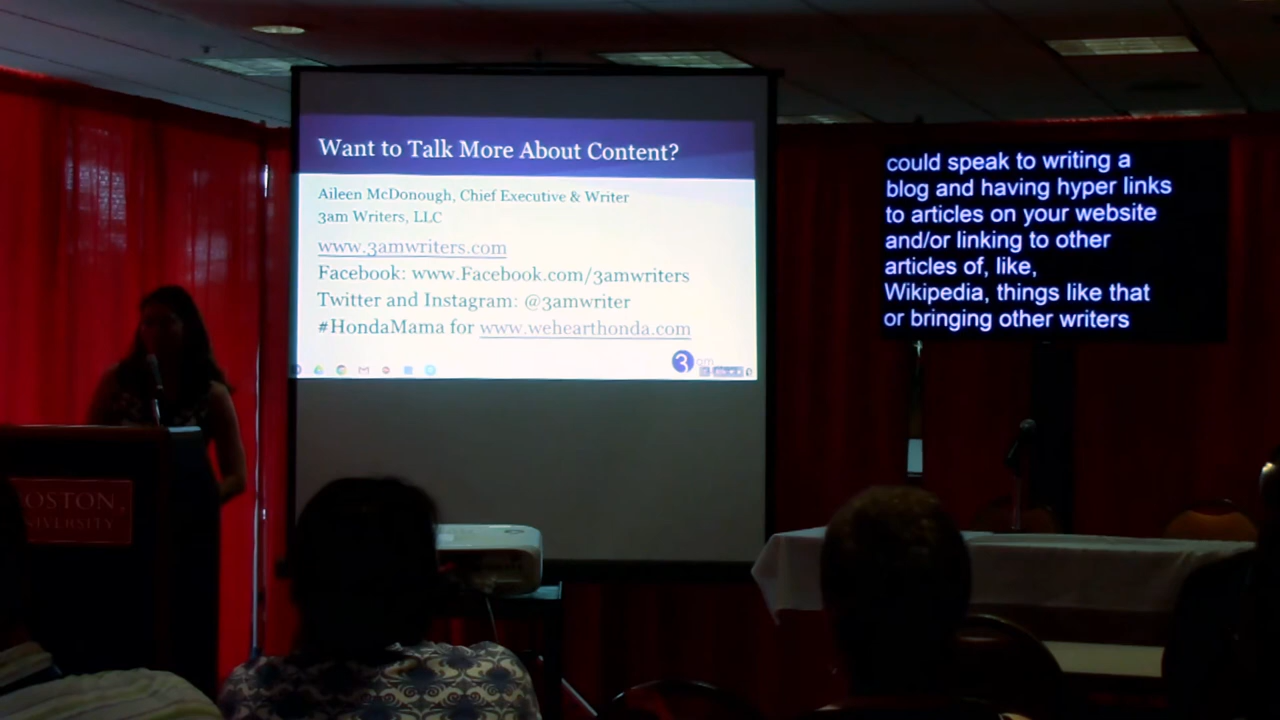 Want to Talk More About Content?
Aileen McDonough, Chief Executive & Writer
3am Writers, LLC
www.3amwriters.com
Facebook: www.Facebook.com/3amwriters
Twitter and Instagram: @3amwriter
#HondaMama for www.wehearthonda.com
3am
could speak to writing a
blog and having hyper links
to articles on your website
and/or linking to other
articles of, like,
Wikipedia, things like that
or bringing other writers
OSTON
IVERSITY